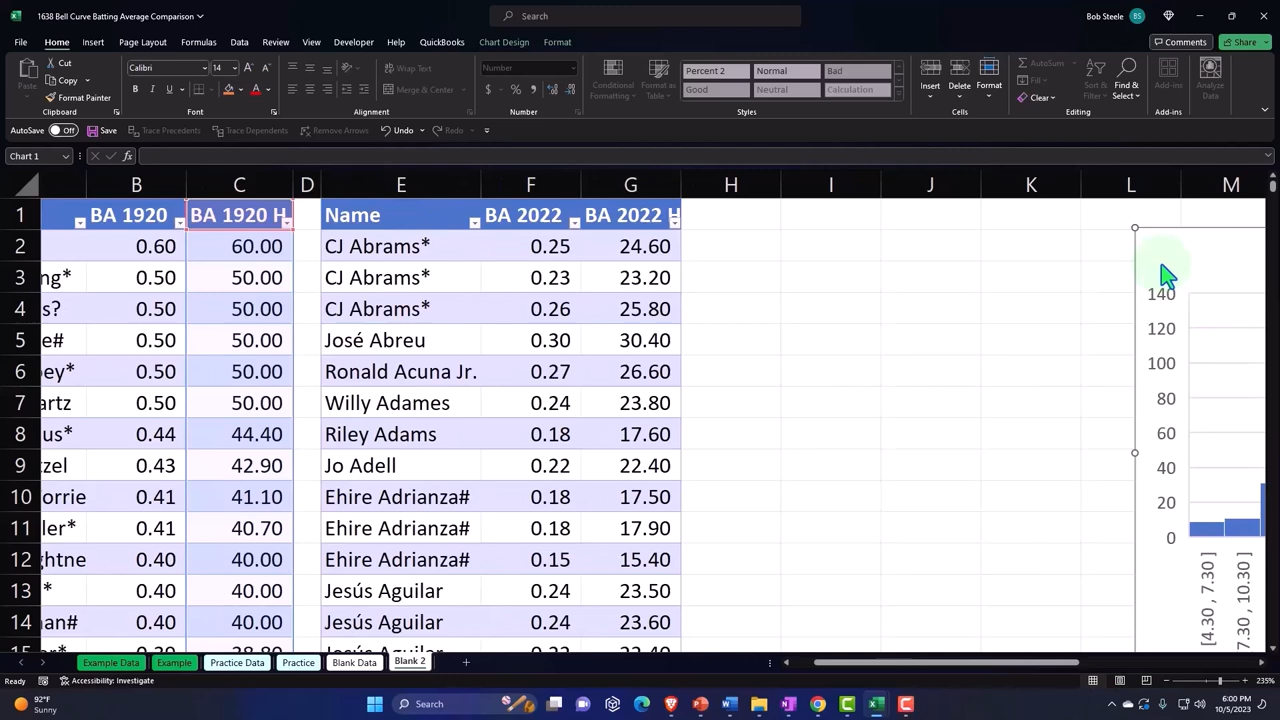 1638 Bell Curve Batting Average Comparison
Search
Bob Steele BS
File Home Insert Page Layout Formulas Data Review View Developer Help QuickBooks Chart Design Format
Comments Share
Paste
Cut
Copy
Format Painter
Clipboard
Calibri 14
B I U
Font
Wrap Text
Merge & Center
Alignment
Number
Number
Conditional Formatting
Format as Table
Percent 2 Normal Bad
Good Neutral Calculation
Styles
Insert Delete Format
Cells
AutoSum
Fill
Clear
Sort & Filter
Find & Select
Editing
Add-ins
Add-ins
Analyze Data
AutoSave Off Save Trace Precedents Trace Dependents Remove Arrows Undo Redo
Chart 1 fx
B C D E F G H I J K L M
1 BA 1920 BA 1920 H Name BA 2022 BA 2022 H
2 0.60 60.00 CJ Abrams* 0.25 24.60
3 ng* 0.50 50.00 CJ Abrams* 0.23 23.20
4 s? 0.50 50.00 CJ Abrams* 0.26 25.80
5 e# 0.50 50.00 José Abreu 0.30 30.40
6 ey* 0.50 50.00 Ronald Acuna Jr. 0.27 26.60
7 artz 0.50 50.00 Willy Adames 0.24 23.80
8 us* 0.44 44.40 Riley Adams 0.18 17.60
9 zel 0.43 42.90 Jo Adell 0.22 22.40
10 orrie 0.41 41.10 Ehire Adrianza# 0.18 17.50
11 ler* 0.41 40.70 Ehire Adrianza# 0.18 17.90
12 ghtne 0.40 40.00 Ehire Adrianza# 0.15 15.40
13 * 0.40 40.00 Jesús Aguilar 0.24 23.50
14 nan# 0.40 40.00 Jesús Aguilar 0.24 23.60
140
120
100
80
60
40
20
0
[4.30 , 7.30 ]
7.30 , 10.30 ]
Example Data Example Practice Data Practice Blank Data Blank 2
Ready Accessibility: Investigate 235%
92°F
Sunny
Search
6:00 PM
10/5/2023